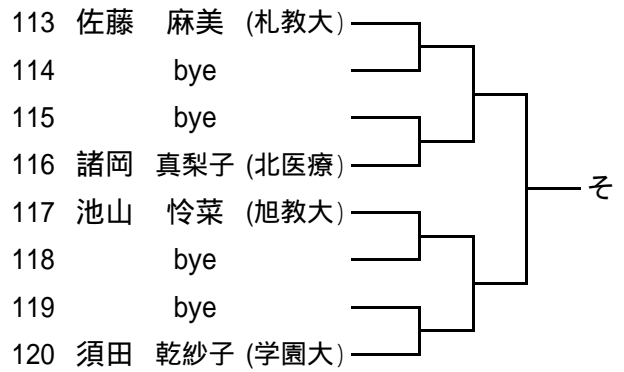 113 佐藤 麻美 (札教大)
114 bye
115 bye
116 諸岡 真梨子 (北医療)
117 池山 怜菜 (旭教大)
118 bye
119 bye
120 須田 乾紗子 (学園大)
そ